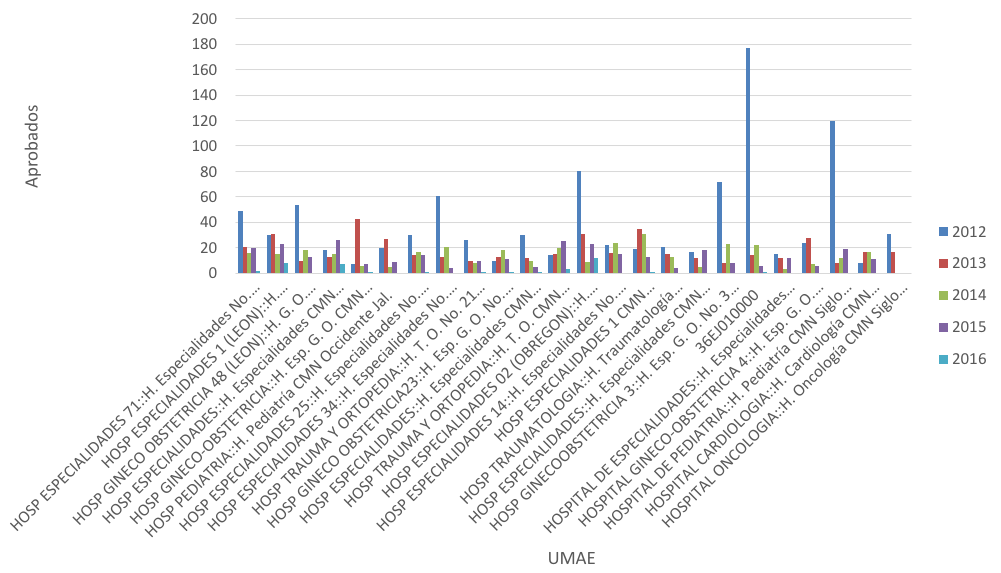 200
180
160
140
120
100
80
60
40
20
0
Aprobados
2012
2013
2014
2015
2016
HOSP ESPECIALIDADES 71::H. Especialidades No....
HOSP ESPECIALIDADES 1 (LEON)::H....
HOSP GINECO OBSTETRICIA 48 (LEON)::H. G. O....
HOSP ESPECIALIDADES::H. Especialidades CMN...
HOSP GINECO-OBSTETRICIA::H. Esp. G. O. CMN...
HOSP PEDIATRIA::H. Pediatría CMN Occidente Jal.
HOSP ESPECIALIDADES 25::H. Especialidades No....
HOSP ESPECIALIDADES 34::H. Especialidades No....
HOSP TRAUMA Y ORTOPEDIA::H. T. O. No. 21...
HOSP GINECO OBSTETRICIA23::H. Esp. G. O. No....
HOSP ESPECIALIDADES::H. Especialidades CMN...
HOSP TRAUMA Y ORTOPEDIA::H. T. O. CMN...
HOSP ESPECIALIDADES 02 (OBREGON)::H....
HOSP ESPECIALIDADES 14::H. Especialidades No....
HOSP ESPECIALIDADES 1 CMN...
HOSP TRAUMATOLOGIA::H. Traumatología...
HOSP ESPECIALIDADES::H. Especialidades CMN...
HOSP GINECOOBSTETRICIA 3::H. Esp. G. O. No. 3...
36EJ010000
HOSPITAL DE ESPECIALIDADES::H. Especialidades...
HOSPITAL GINECO-OBSTETRICIA 4::H. Esp. G. O....
HOSPITAL DE PEDIATRIA::H. Pediatría CMN Siglo...
HOSPITAL CARDIOLOGIA::H. Cardiología CMN...
HOSPITAL ONCOLOGIA::H. Oncología CMN Siglo...
UMAE